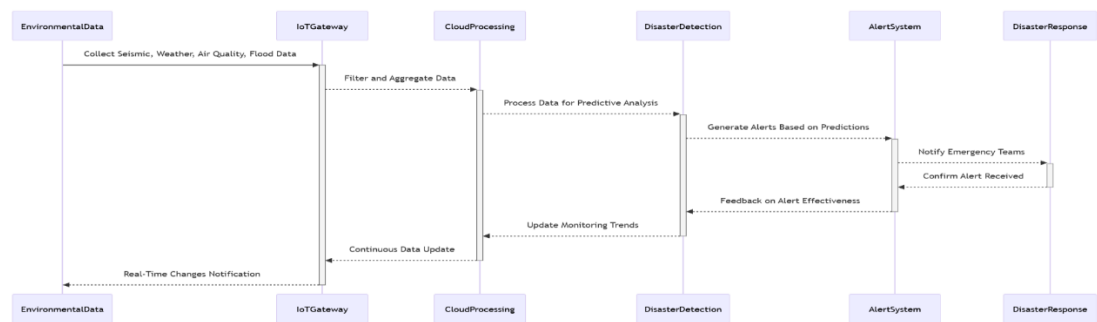 EnvironmentalData IoTGateway CloudProcessing DisasterDetection AlertSystem DisasterResponse
Collect Seismic, Weather, Air Quality, Flood Data
Filter and Aggregate Data
Process Data for Predictive Analysis
Generate Alerts Based on Predictions
Notify Emergency Teams
Confirm Alert Received
Feedback on Alert Effectiveness
Update Monitoring Trends
Continuous Data Update
Real-Time Changes Notification
EnvironmentalData IoTGateway CloudProcessing DisasterDetection AlertSystem DisasterResponse